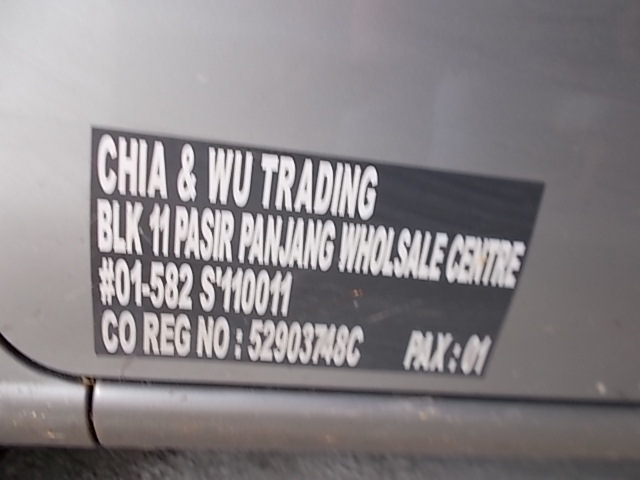 CHIA & WU TRADING
BLK 11 PASIR PANJANG WHOLSALE CENTRE
#01-582 S'110011
CO REG NO : 52903748C PAX : 01